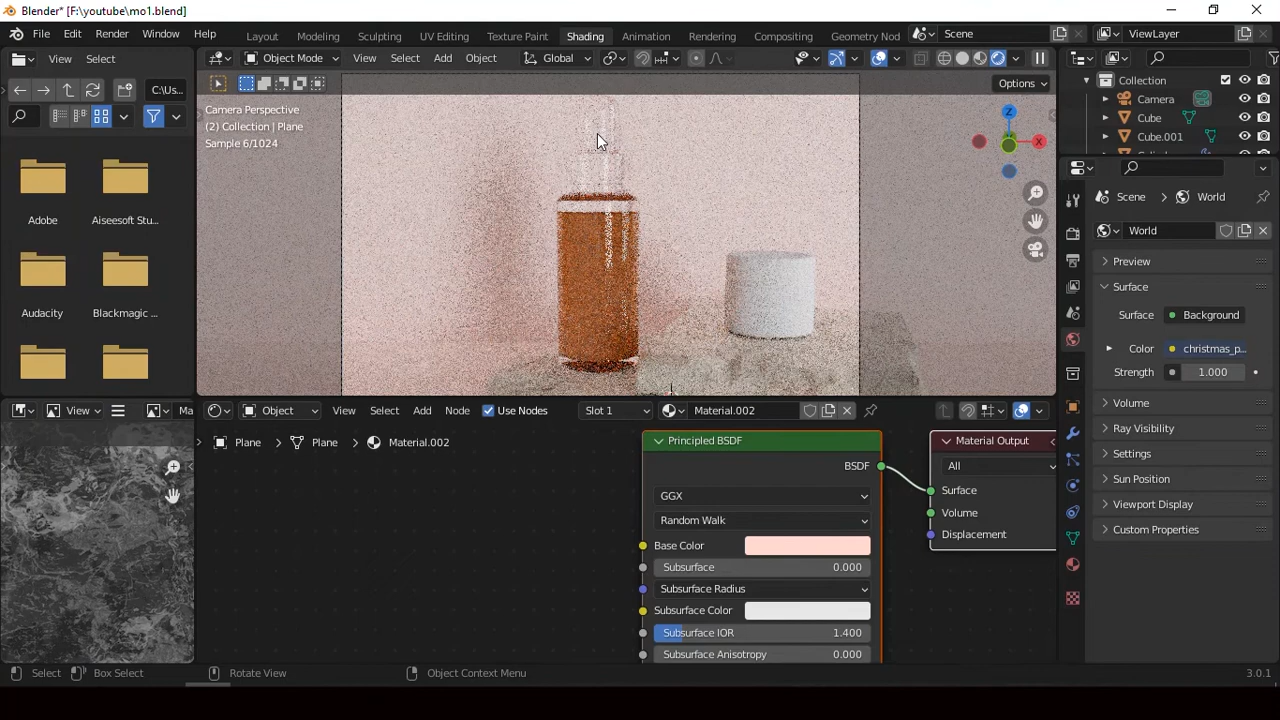 Blender* [F:\youtube\mo1.blend]
File Edit Render Window Help
Layout Modeling Sculpting UV Editing Texture Paint Shading Animation Rendering Compositing Geometry Nod
Scene
ViewLayer
View Select
Object Mode View Select Add Object
Global
C:\Us...
Options
Camera Perspective
(2) Collection | Plane
Sample 6/1024
Z
X
Adobe
Aiseesoft Stu...
Audacity
Blackmagic ...
Collection
Camera
Cube
Cube.001
Scene
World
World
Preview
Surface
Surface
Background
Color
christmas_p...
Strength
1.000
Volume
Ray Visibility
Settings
Sun Position
Viewport Display
Custom Properties
View
Ma
Object View Select Add Node Use Nodes
Slot 1
Material.002
Plane
Plane
Material.002
Principled BSDF
BSDF
GGX
Random Walk
Base Color
Subsurface 0.000
Subsurface Radius
Subsurface Color
Subsurface IOR 1.400
Subsurface Anisotropy 0.000
Material Output
All
Surface
Volume
Displacement
Select
Box Select
Rotate View
Object Context Menu
3.0.1